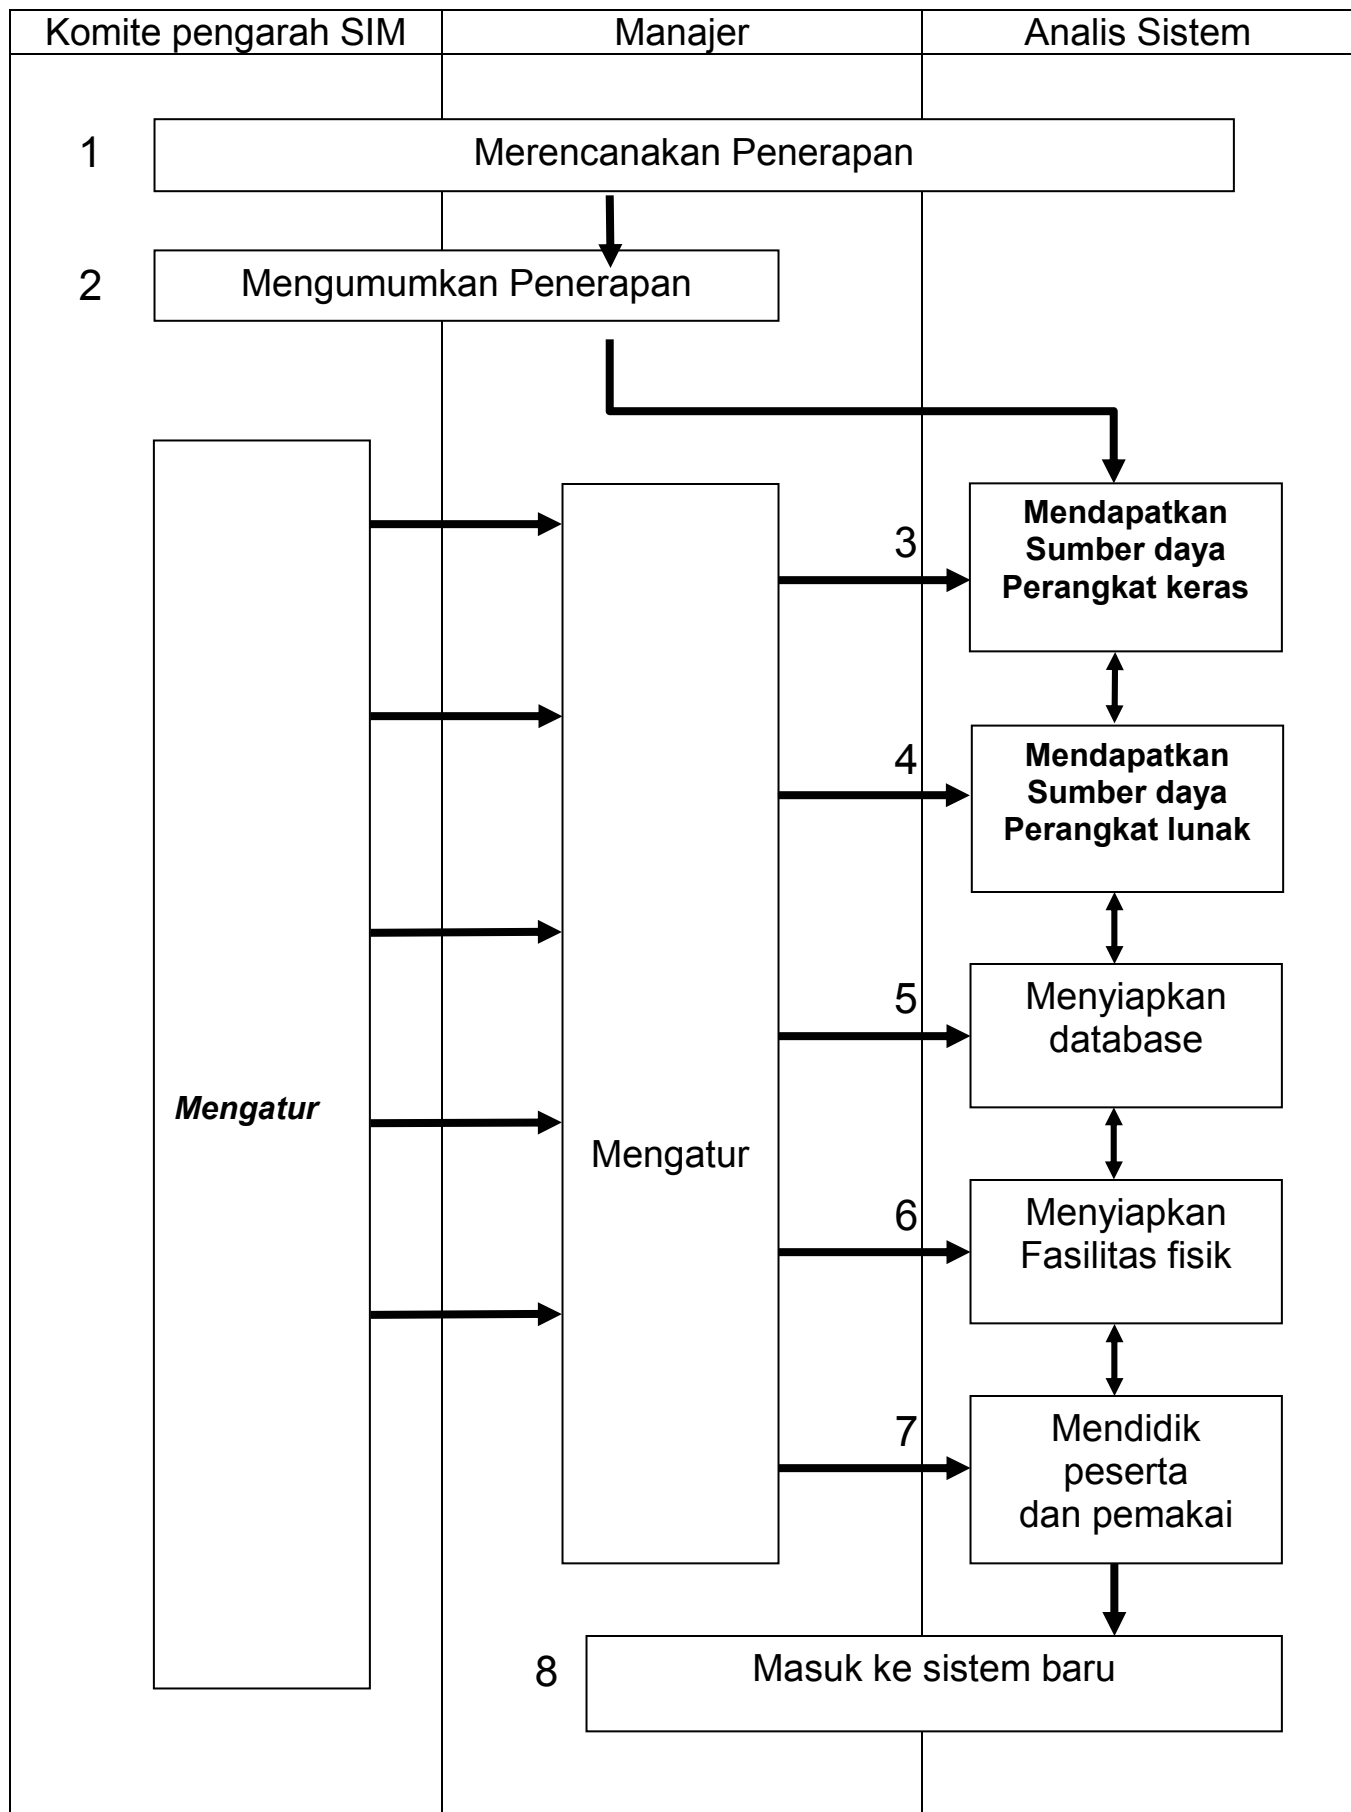 Komite pengarah SIM
Manajer
Analis Sistem
1
Merencanakan Penerapan
2
Mengumumkan Penerapan
Mengatur
Mengatur
3
Mendapatkan
Sumber daya
Perangkat keras
4
Mendapatkan
Sumber daya
Perangkat lunak
5
Menyiapkan
database
6
Menyiapkan
Fasilitas fisik
7
Mendidik
peserta
dan pemakai
8
Masuk ke sistem baru